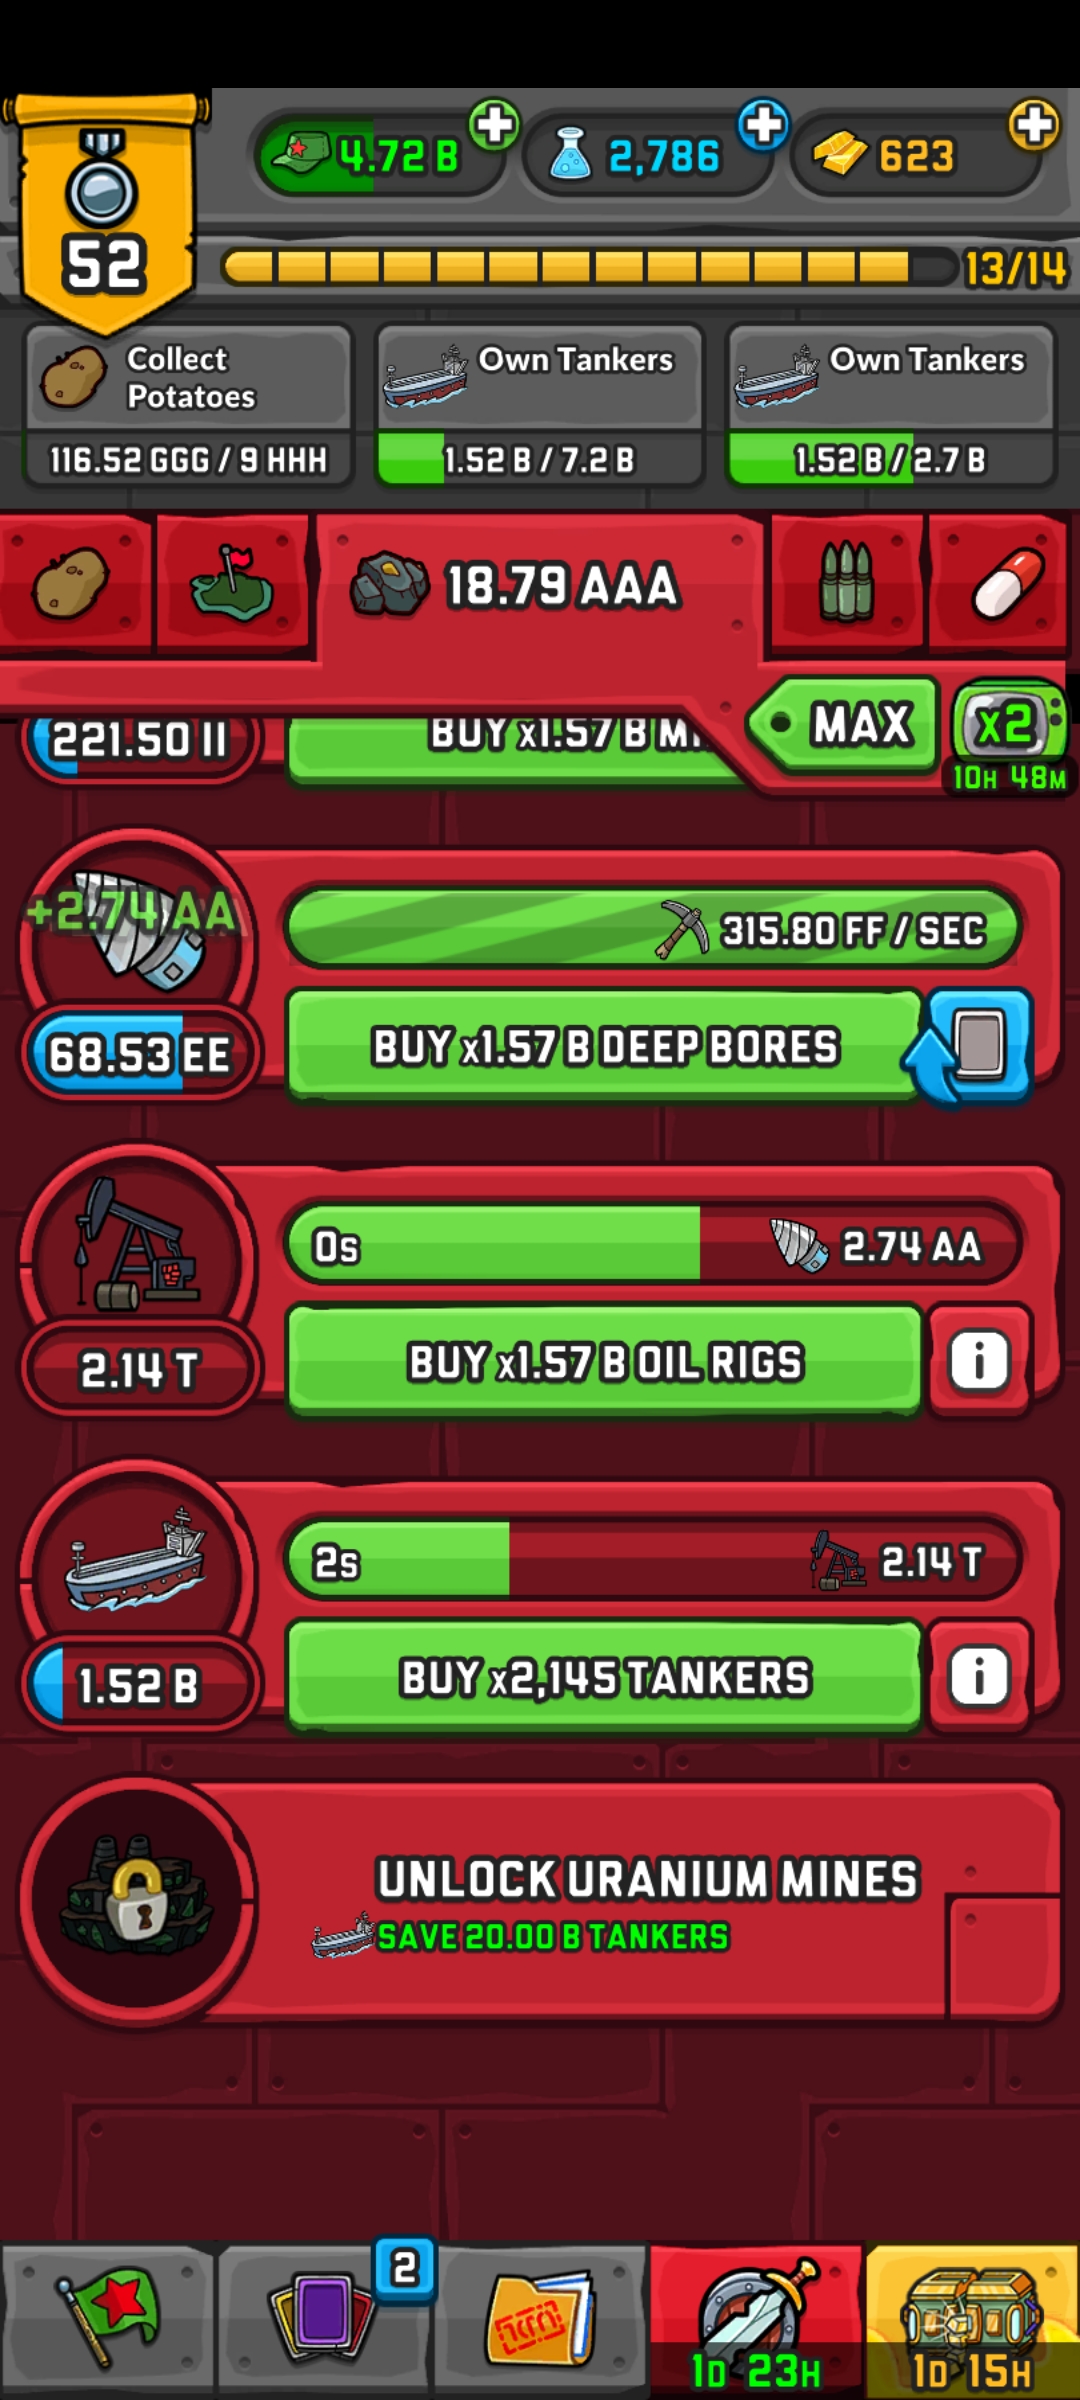 4.72 B
2,786
623
52
13/14
Collect
Potatoes
116.52 GGG / 9 HHH
Own Tankers
1.52 B / 7.2 B
Own Tankers
1.52 B / 2.7 B
18.79 AAA
MAX
x2
10H 48M
221.50 II
BUY x1.57 B
+2.74 AA
315.80 FF / SEC
68.53 EE
BUY x1.57 B DEEP BORES
0s
2.74 AA
2.14 T
BUY x1.57 B OIL RIGS
i
2s
2.14 T
1.52 B
BUY x2,145 TANKERS
i
UNLOCK URANIUM MINES
SAVE 20.00 B TANKERS
2
1D 23H
1D 15H